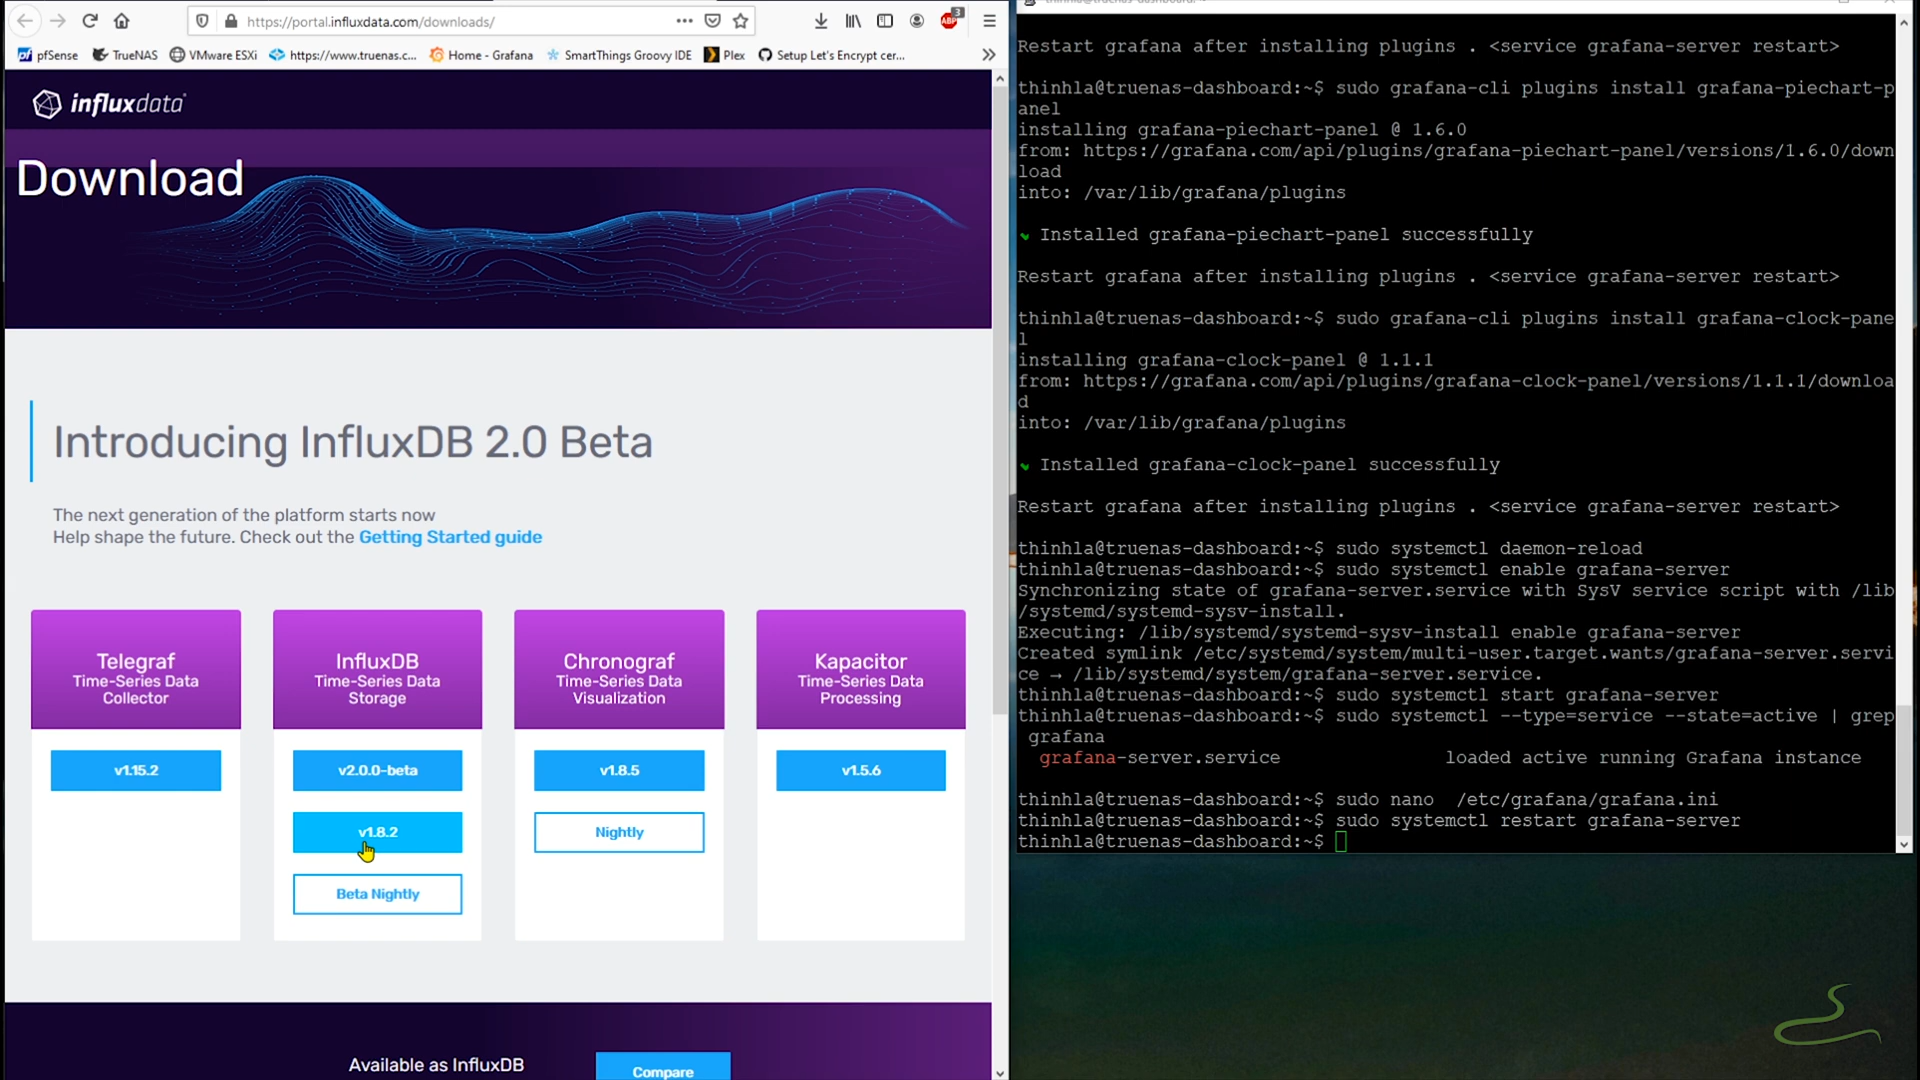 https://portal.influxdata.com/downloads/
ABP
3
pfSense
TrueNAS
VMware ESXi
https://www.truenas.c...
Home - Grafana
SmartThings Groovy IDE
Plex
Setup Let's Encrypt cer...
influxdata
Download
Introducing InfluxDB 2.0 Beta
The next generation of the platform starts now
Help shape the future. Check out the Getting Started guide
Telegraf
Time-Series Data
Collector
v1.15.2
InfluxDB
Time-Series Data
Storage
v2.0.0-beta
v1.8.2
Beta Nightly
Chronograf
Time-Series Data
Visualization
v1.8.5
Nightly
Kapacitor
Time-Series Data
Processing
v1.5.6
Available as InfluxDB
Compare
Restart grafana after installing plugins . <service grafana-server restart>
thinhla@truenas-dashboard:~$ sudo grafana-cli plugins install grafana-piechart-p
anel
installing grafana-piechart-panel @ 1.6.0
from: https://grafana.com/api/plugins/grafana-piechart-panel/versions/1.6.0/down
load
into: /var/lib/grafana/plugins
Installed grafana-piechart-panel successfully
Restart grafana after installing plugins . <service grafana-server restart>
thinhla@truenas-dashboard:~$ sudo grafana-cli plugins install grafana-clock-pane
l
installing grafana-clock-panel @ 1.1.1
from: https://grafana.com/api/plugins/grafana-clock-panel/versions/1.1.1/downloa
d
into: /var/lib/grafana/plugins
Installed grafana-clock-panel successfully
Restart grafana after installing plugins . <service grafana-server restart>
thinhla@truenas-dashboard:~$ sudo systemctl daemon-reload
thinhla@truenas-dashboard:~$ sudo systemctl enable grafana-server
Synchronizing state of grafana-server.service with SysV service script with /lib
/systemd/systemd-sysv-install.
Executing: /lib/systemd/systemd-sysv-install enable grafana-server
Created symlink /etc/systemd/system/multi-user.target.wants/grafana-server.servi
ce → /lib/systemd/system/grafana-server.service.
thinhla@truenas-dashboard:~$ sudo systemctl start grafana-server
thinhla@truenas-dashboard:~$ sudo systemctl --type=service --state=active | grep
grafana
grafana-server.service loaded active running Grafana instance
thinhla@truenas-dashboard:~$ sudo nano  /etc/grafana/grafana.ini
thinhla@truenas-dashboard:~$ sudo systemctl restart grafana-server
thinhla@truenas-dashboard:~$